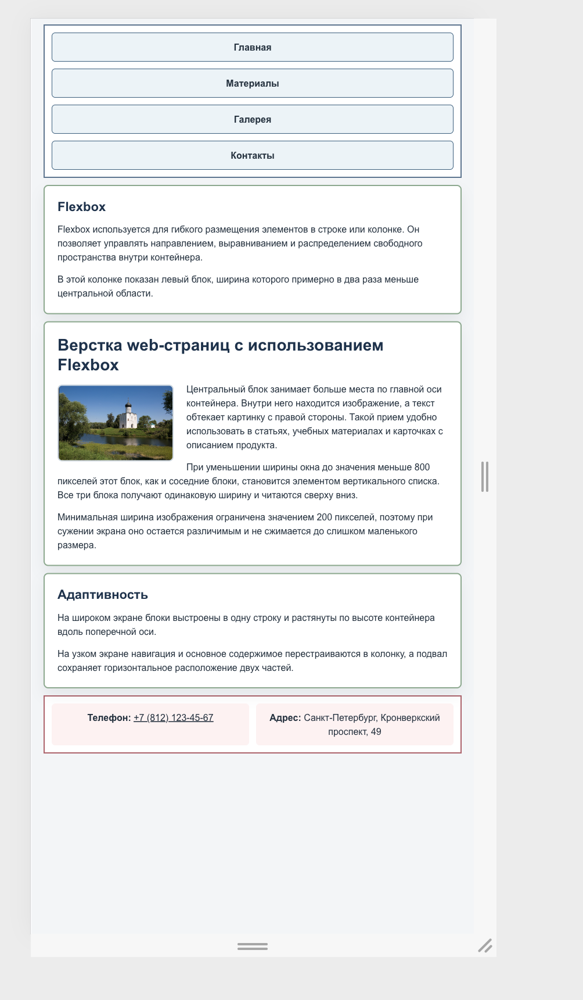 Главная
Материалы
Галерея
Контакты
Flexbox
Flexbox используется для гибкого размещения элементов в строке или колонке. Он
позволяет управлять направлением, выравниванием и распределением свободного
пространства внутри контейнера.
В этой колонке показан левый блок, ширина которого примерно в два раза меньше
центральной области.
Верстка web-страниц с использованием
Flexbox
Центральный блок занимает больше места по главной оси
контейнера. Внутри него находится изображение, а текст
обтекает картинку с правой стороны. Такой прием удобно
использовать в статьях, учебных материалах и карточках с
описанием продукта.
При уменьшении ширины окна до значения меньше 800
пикселей этот блок, как и соседние блоки, становится элементом вертикального списка.
Все три блока получают одинаковую ширину и читаются сверху вниз.
Минимальная ширина изображения ограничена значением 200 пикселей, поэтому при
сужении экрана оно остается различимым и не сжимается до слишком маленького
размера.
Адаптивность
На широком экране блоки выстроены в одну строку и растянуты по высоте контейнера
вдоль поперечной оси.
На узком экране навигация и основное содержимое перестраиваются в колонку, а подвал
сохраняет горизонтальное расположение двух частей.
Телефон: +7 (812) 123-45-67
Адрес: Санкт-Петербург, Кронверкский
проспект, 49